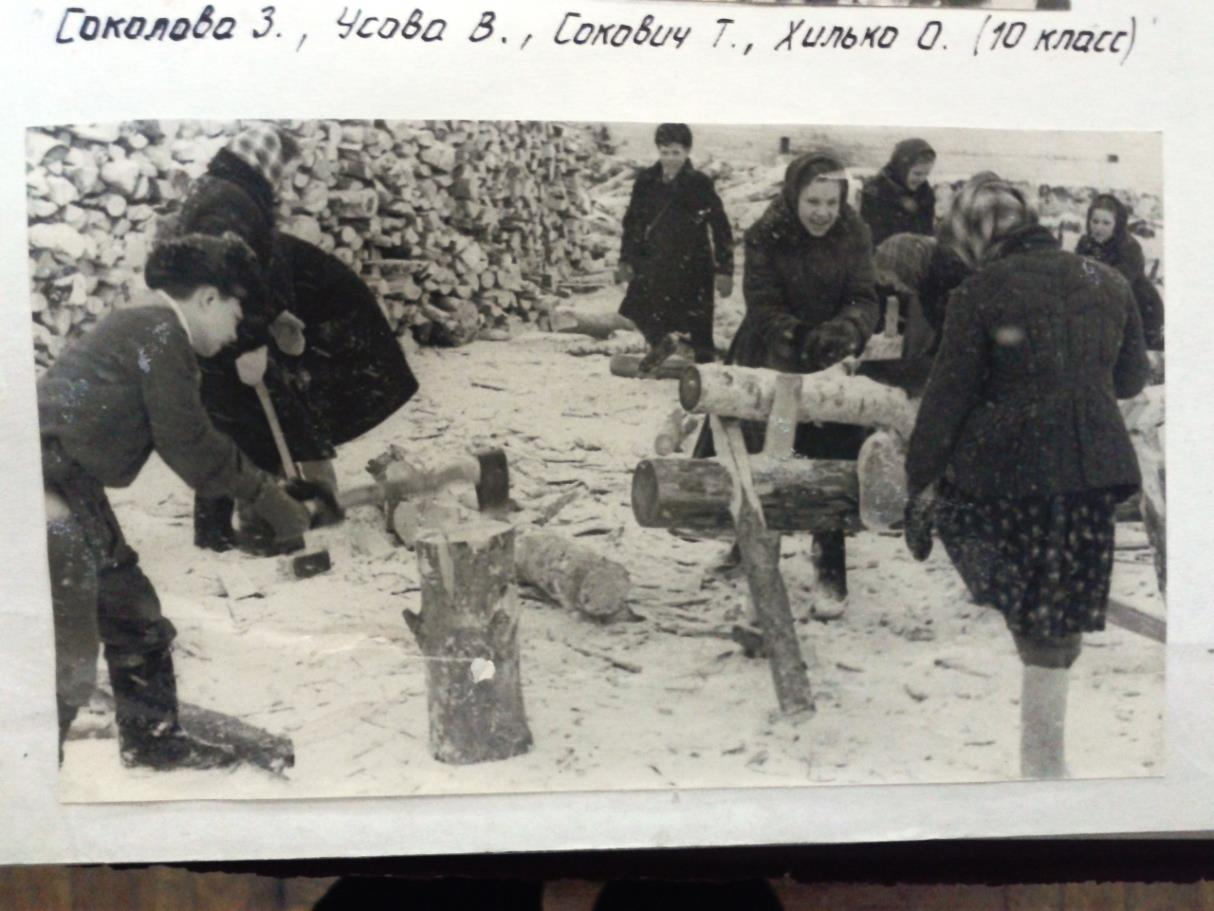 Соколова З., Усова В., Сокович Т., Хилько О. (10 класс)